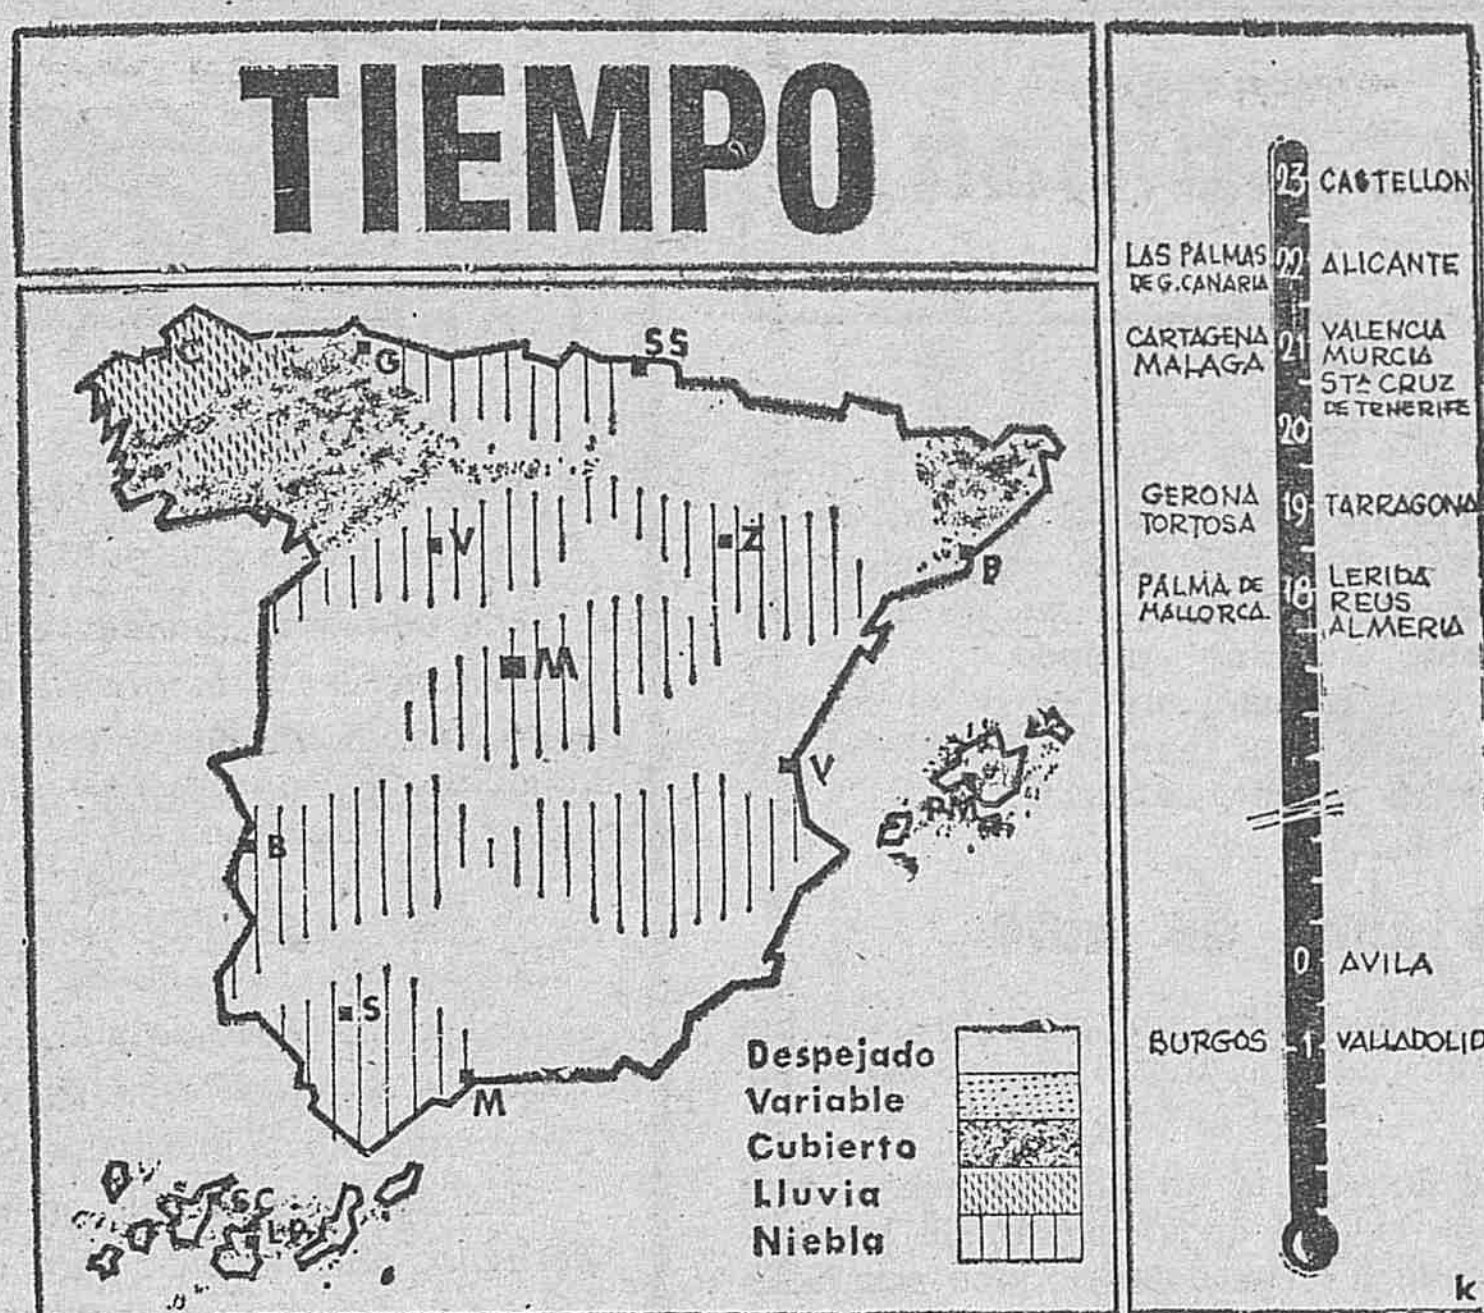 TIEMPO
C
G
SS
V
Z
B
M
V
P.M
B
S
M
SC
L.P.
Despejado
Variable
Cubierto
Lluvia
Niebla
23 CASTELLON
LAS PALMAS DE G. CANARIA
22 ALICANTE
CARTAGENA
MALAGA
21 VALENCIA
MURCIA
STA CRUZ
DE TENERIFE
20
GERONA
TORTOSA
19 TARRAGONA
PALMA DE
MALLORCA.
18 LERIDA
REUS
ALMERIA
0 AVILA
BURGOS -1 VALLADOLID
k